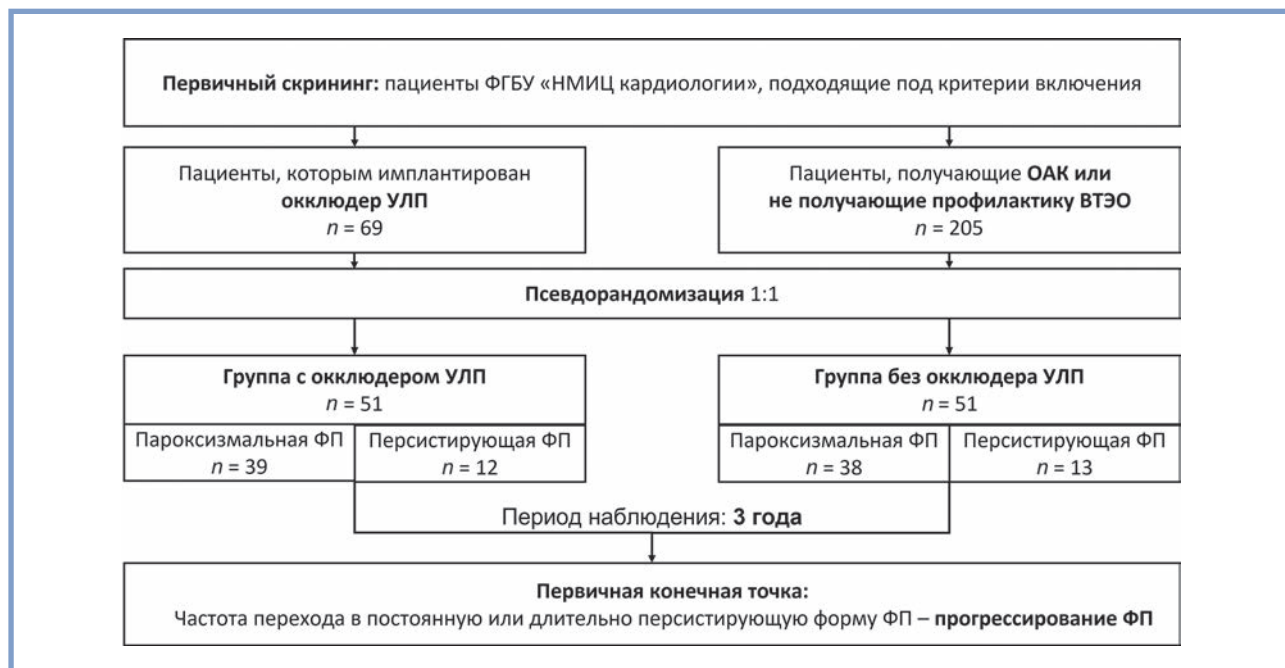 Первичный скрининг: пациенты ФГБУ «НМИЦ кардиологии», подходящие под критерии включения
Пациенты, которым имплантирован
окклюдер УЛП
n = 69
Пациенты, получающие ОАК или
не получающие профилактику ВТЭО
n = 205
Псевдорандомизация 1:1
Группа с окклюдером УЛП
n = 51
Пароксизмальная ФП
n = 39
Персистирующая ФП
n = 12
Группа без окклюдера УЛП
n = 51
Пароксизмальная ФП
n = 38
Персистирующая ФП
n = 13
Период наблюдения: 3 года
Первичная конечная точка:
Частота перехода в постоянную или длительно персистирующую форму ФП – прогрессирование ФП